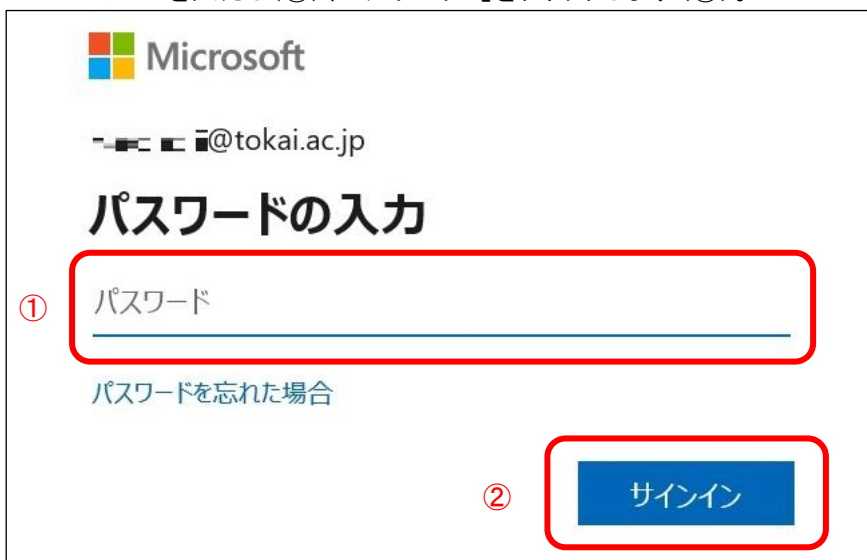 Microsoft
@tokai.ac.jp
パスワードの入力
① パスワード
パスワードを忘れた場合
② サインイン